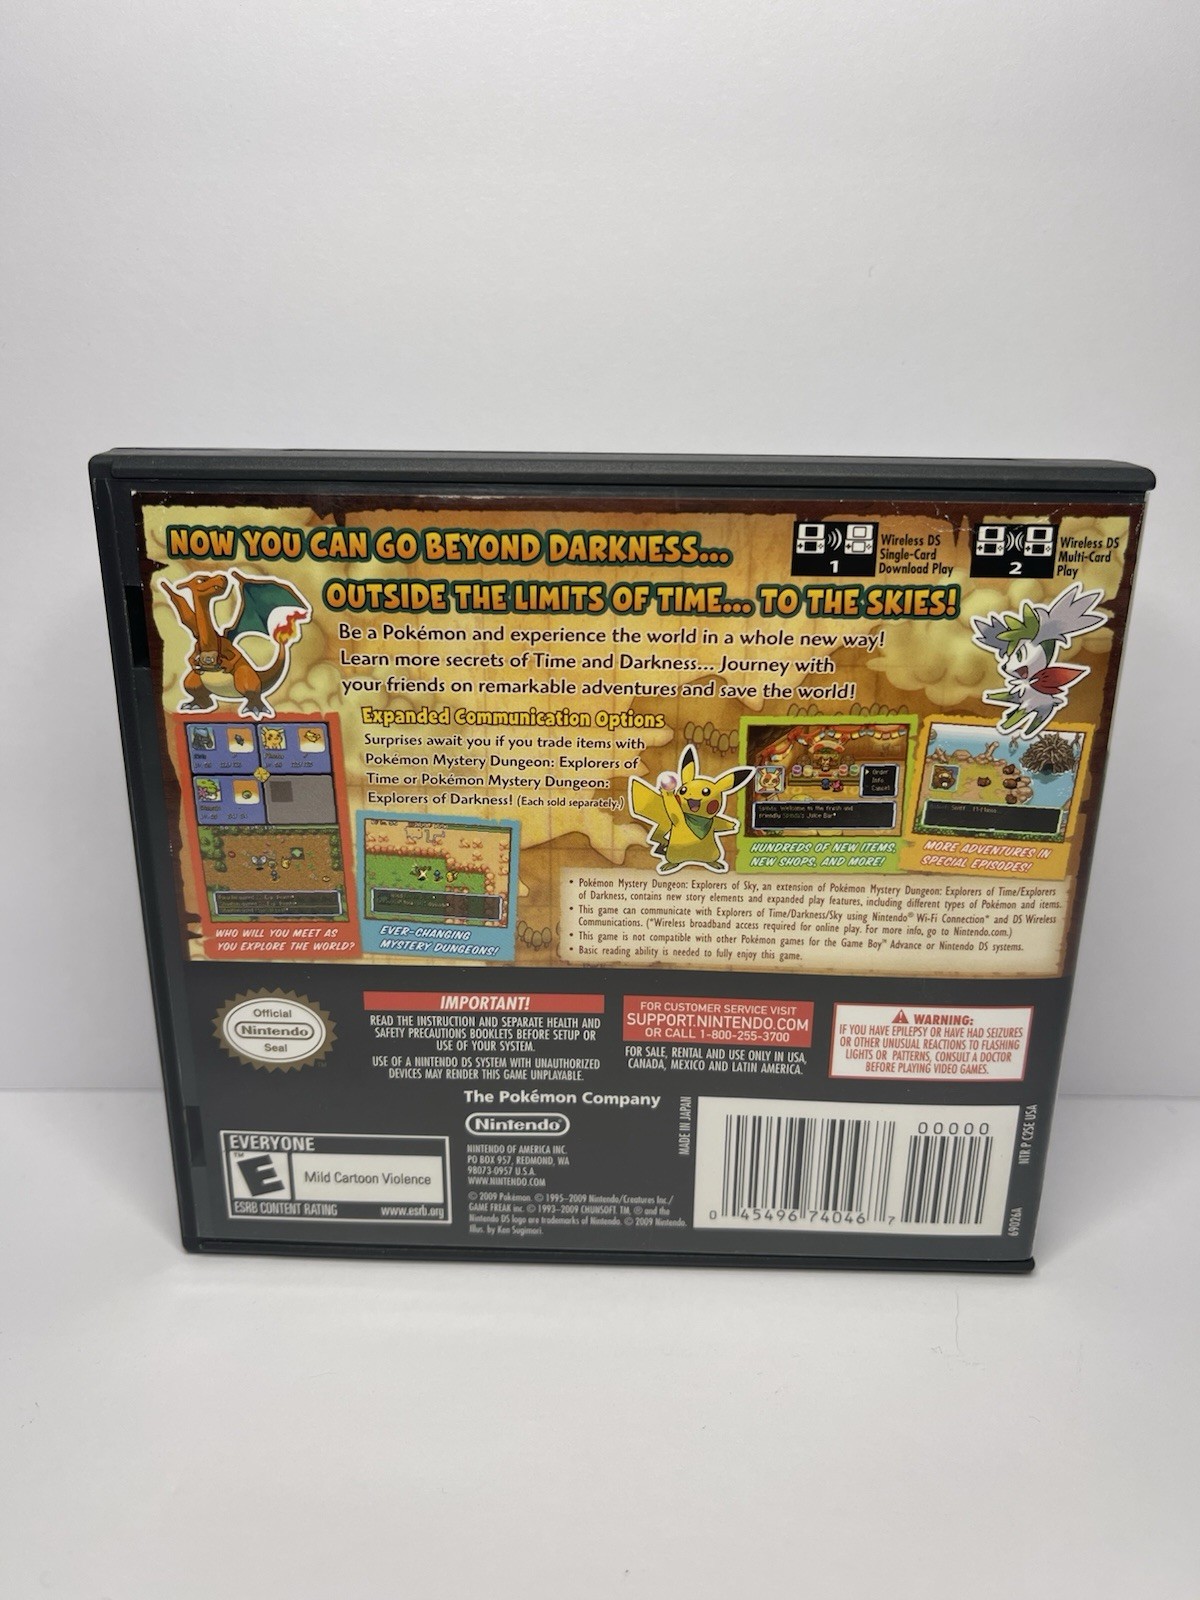 NOW YOU CAN GO BEYOND DARKNESS...
OUTSIDE THE LIMITS OF TIME... TO THE SKIES!
1
Wireless DS
Single-Card
Download Play
2
Wireless DS
Multi-Card
Play
Be a Pokémon and experience the world in a whole new way!
Learn more secrets of Time and Darkness... Journey with
your friends on remarkable adventures and save the world!
Expanded Communication Options
Surprises await you if you trade items with
Pokémon Mystery Dungeon: Explorers of
Time or Pokémon Mystery Dungeon:
Explorers of Darkness! (Each sold separately.)
WHO WILL YOU MEET AS
YOU EXPLORE THE WORLD?
EVER-CHANGING
MYSTERY DUNGEONS!
Order
Info
Cancel
HUNDREDS OF NEW ITEMS,
NEW SHOPS, AND MORE!
MORE ADVENTURES IN
SPECIAL EPISODES!
• Pokémon Mystery Dungeon: Explorers of Sky, an extension of Pokémon Mystery Dungeon: Explorers of Time/Explorers
of Darkness, contains new story elements and expanded play features, including different types of Pokémon and items.
• This game can communicate with Explorers of Time/Darkness/Sky using Nintendo® Wi-Fi Connection* and DS Wireless
Communications. (*Wireless broadband access required for online play. For more info, go to Nintendo.com.)
• This game is not compatible with other Pokémon games for the Game Boy® Advance or Nintendo DS systems.
• Basic reading ability is needed to fully enjoy this game.
Official
Nintendo
Seal
IMPORTANT!
READ THE INSTRUCTION AND SEPARATE HEALTH AND
SAFETY PRECAUTIONS BOOKLETS BEFORE SETUP OR
USE OF YOUR SYSTEM.
USE OF A NINTENDO DS SYSTEM WITH UNAUTHORIZED
DEVICES MAY RENDER THIS GAME UNPLAYABLE.
FOR CUSTOMER SERVICE VISIT
SUPPORT.NINTENDO.COM
OR CALL 1-800-255-3700
FOR SALE, RENTAL AND USE ONLY IN USA,
CANADA, MEXICO AND LATIN AMERICA.
WARNING:
IF YOU HAVE EPILEPSY OR HAVE HAD SEIZURES
OR OTHER UNUSUAL REACTIONS TO FLASHING
LIGHTS OR PATTERNS, CONSULT A DOCTOR
BEFORE PLAYING VIDEO GAMES.
The Pokémon Company
Nintendo®
NINTENDO OF AMERICA INC.
PO BOX 957, REDMOND, WA
98073-0957 U.S.A.
WWW.NINTENDO.COM
© 2009 Pokémon. © 1995-2009 Nintendo/Creatures Inc./
GAME FREAK inc. © 1993-2009 CHUNSOFT. TM, ® and the
Nintendo DS logo are trademarks of Nintendo. © 2009 Nintendo.
Illus. by Ken Sugimori.
EVERYONE
E
Mild Cartoon Violence
ESRB CONTENT RATING
www.esrb.org
MADE IN JAPAN
00000
0 45496 74046 7
NTR P C2SE USA
69026A